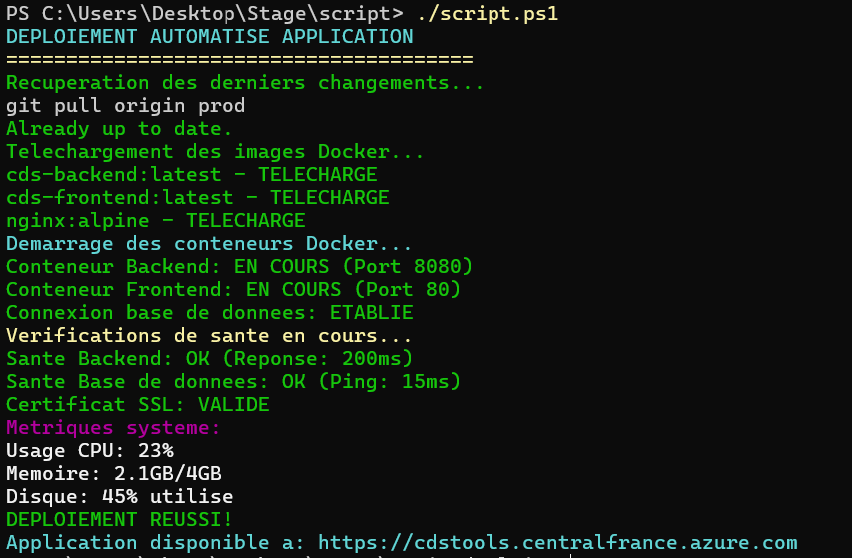 PS C:\Users\Desktop\Stage\script> ./script.ps1
DEPLOIEMENT AUTOMATISE APPLICATION
=======================================
Recuperation des derniers changements...
git pull origin prod
Already up to date.
Telechargement des images Docker...
cds-backend:latest - TELECHARGE
cds-frontend:latest - TELECHARGE
nginx:alpine - TELECHARGE
Demarrage des conteneurs Docker...
Conteneur Backend: EN COURS (Port 8080)
Conteneur Frontend: EN COURS (Port 80)
Connexion base de donnees: ETABLIE
Verifications de sante en cours...
Sante Backend: OK (Reponse: 200ms)
Sante Base de donnees: OK (Ping: 15ms)
Certificat SSL: VALIDE
Metriques systeme:
Usage CPU: 23%
Memoire: 2.1GB/4GB
Disque: 45% utilise
DEPLOIEMENT REUSSI!
Application disponible a: https://cdstools.centralfrance.azure.com